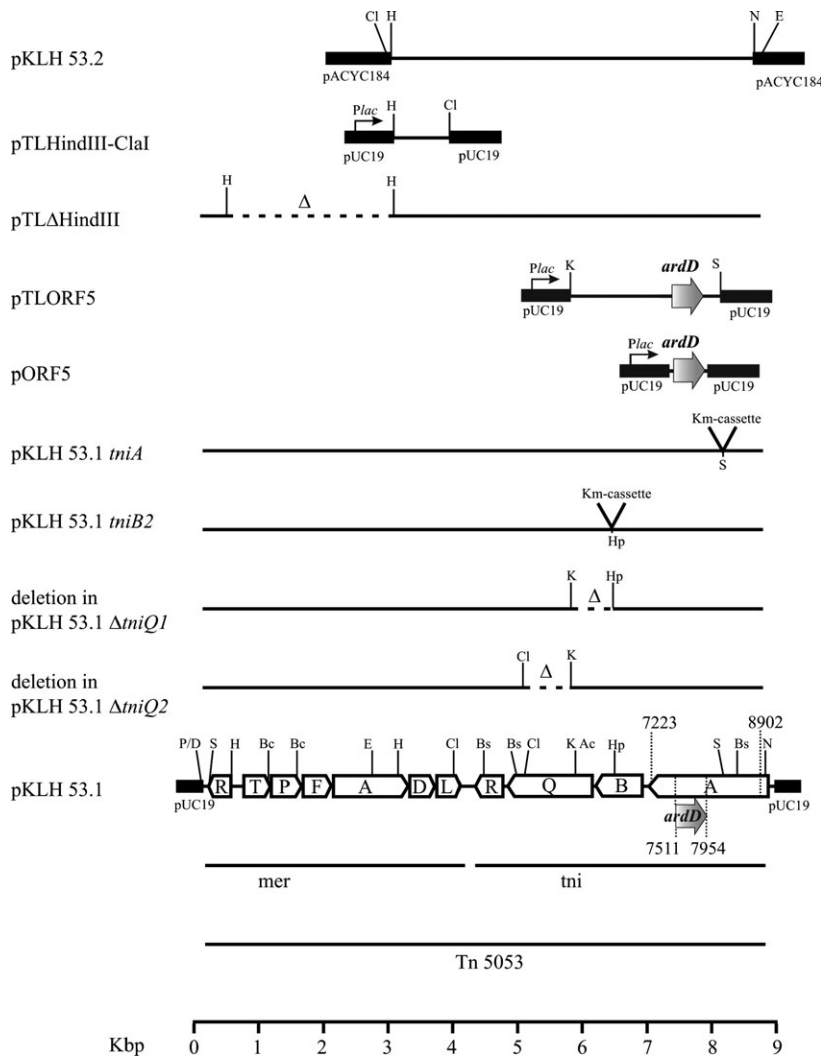 Cl H N E
pKLH 53.2
pACYC184 pACYC184
Plac H Cl
pTLHindIII-ClaI
pUC19 pUC19
H Δ H
pTLΔHindIII
Plac K ardD S
pTLORF5
pUC19 pUC19
Plac ardD
pORF5
pUC19 pUC19
Km-cassette
pKLH 53.1 tniA
S
Km-cassette
pKLH 53.1 tniB2
Hp
K Δ Hp
deletion in
pKLH 53.1 ΔtniQ1
Cl Δ K
deletion in
pKLH 53.1 ΔtniQ2
7223 8902
P/D S H Bc Bc E H Cl Bs Bs Cl K Ac Hp S Bs N
pKLH 53.1
R T P F A D L R Q B A
pUC19 ardD pUC19
7511 7954
mer tni
Tn 5053
Kbp 0 1 2 3 4 5 6 7 8 9